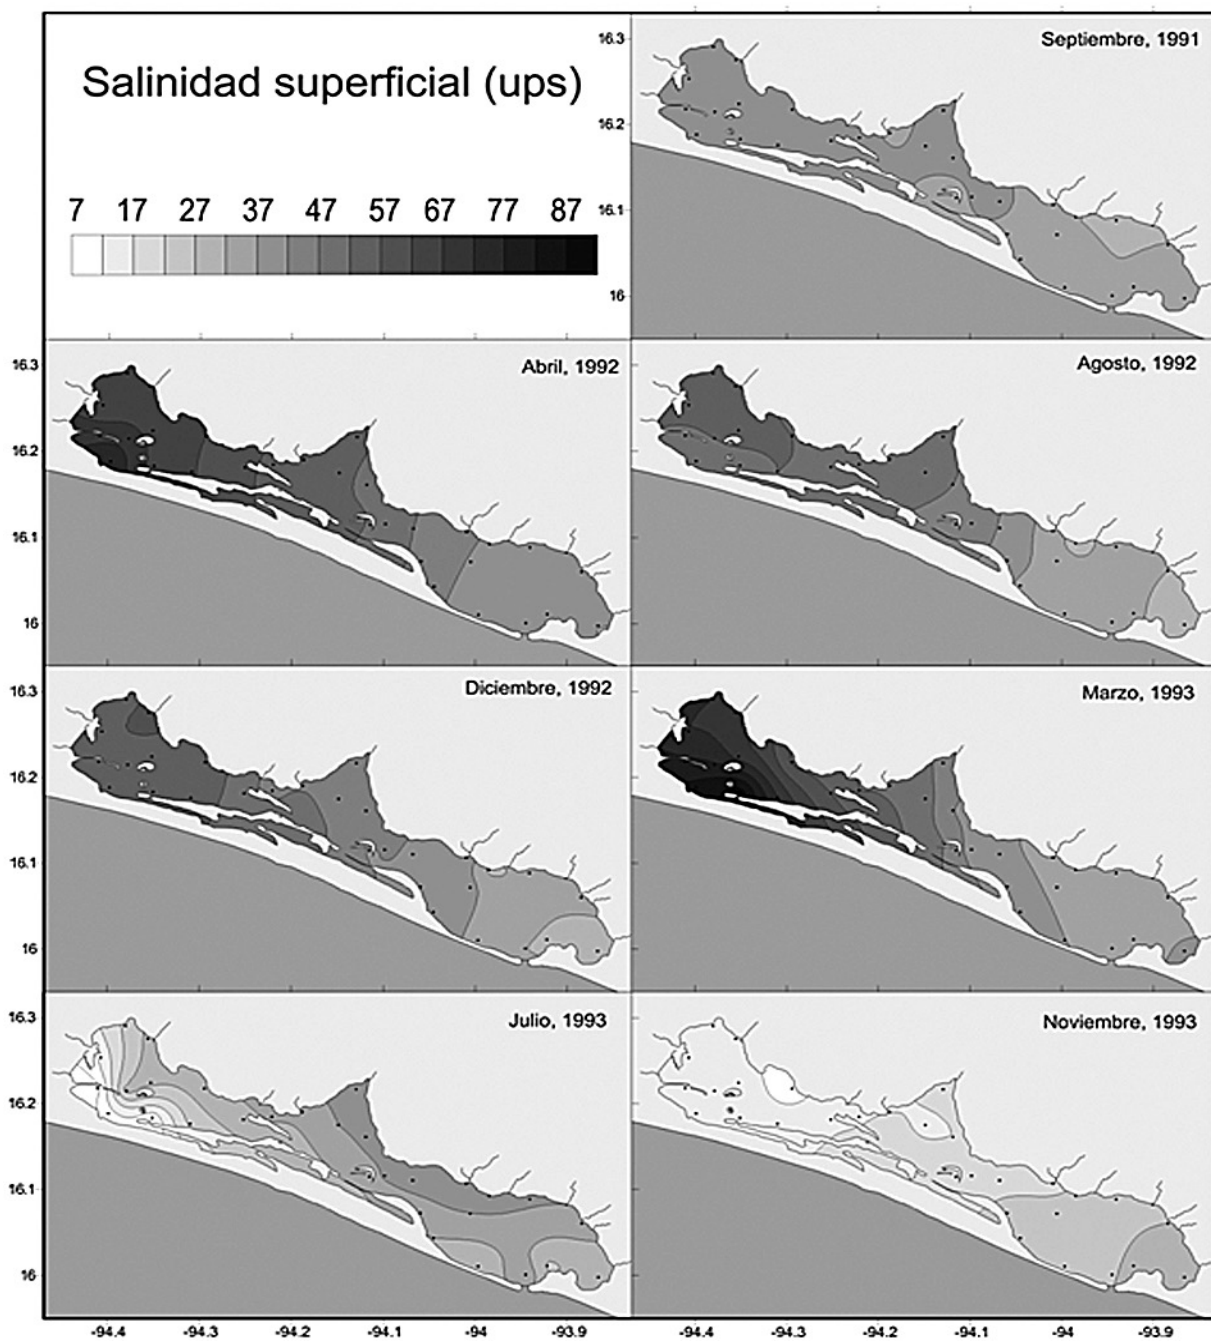 Salinidad superficial (ups)
7 17 27 37 47 57 67 77 87
Septiembre, 1991
16.3
16.2
16.1
16
Abril, 1992
16.3
16.2
16.1
16
Agosto, 1992
Diciembre, 1992
16.3
16.2
16.1
16
Marzo, 1993
Julio, 1993
16.3
16.2
16.1
16
Noviembre, 1993
-94.4 -94.3 -94.2 -94.1 -94 -93.9
-94.4 -94.3 -94.2 -94.1 -94 -93.9